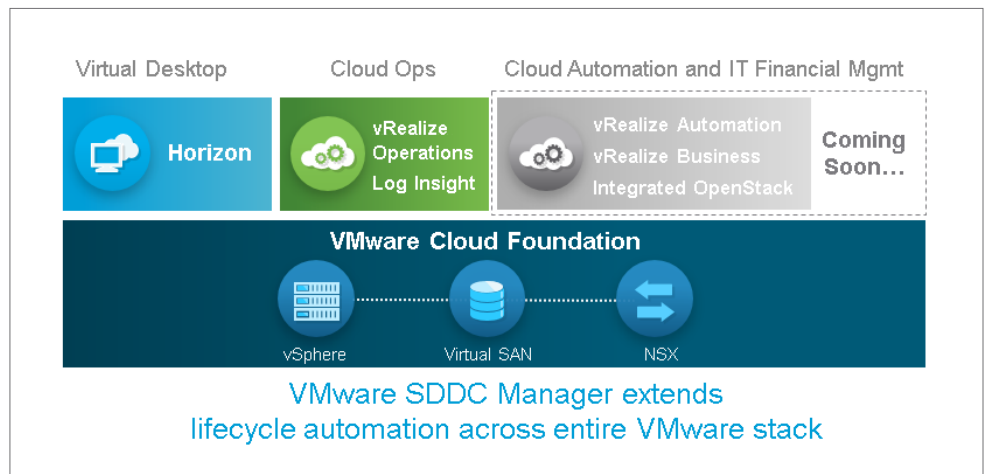 Virtual Desktop
Cloud Ops
Cloud Automation and IT Financial Mgmt
Horizon
vRealize
Operations
Log Insight
vRealize Automation
vRealize Business
Integrated OpenStack
Coming
Soon...
VMware Cloud Foundation
vSphere
Virtual SAN
NSX
VMware SDDC Manager extends
lifecycle automation across entire VMware stack